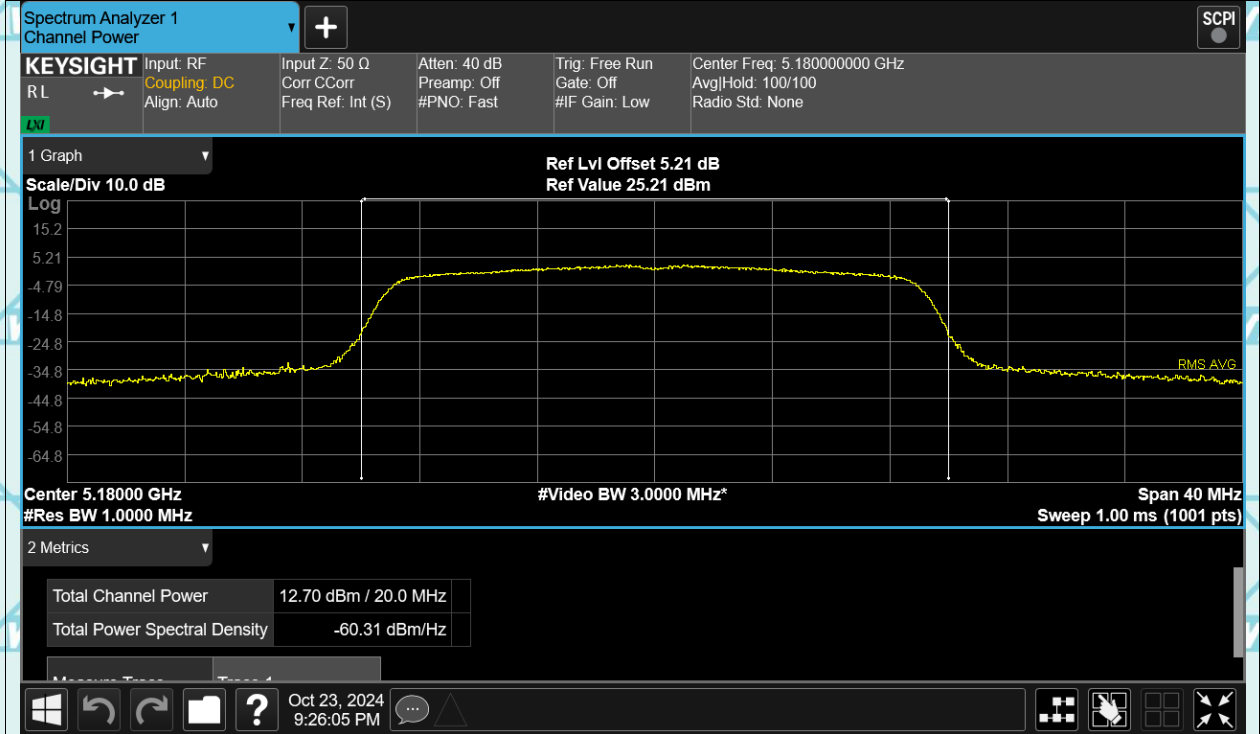 Spectrum Analyzer 1
Channel Power
SCPI
KEYSIGHT
R L
LXI
Input: RF
Coupling: DC
Align: Auto
Input Z: 50 Ω
Corr CCorr
Freq Ref: Int (S)
Atten: 40 dB
Preamp: Off
#PNO: Fast
Trig: Free Run
Gate: Off
#IF Gain: Low
Center Freq: 5.180000000 GHz
Avg|Hold: 100/100
Radio Std: None
1 Graph
Ref Lvl Offset 5.21 dB
Scale/Div 10.0 dB
Ref Value 25.21 dBm
Log
15.2
5.21
-4.79
-14.8
-24.8
-34.8
RMS AVG
-44.8
-54.8
-64.8
Center 5.18000 GHz
#Video BW 3.0000 MHz*
Span 40 MHz
#Res BW 1.0000 MHz
Sweep 1.00 ms (1001 pts)
2 Metrics
Total Channel Power 12.70 dBm / 20.0 MHz
Total Power Spectral Density -60.31 dBm/Hz
Measure Trace Trace 1
?
Oct 23, 2024
9:26:05 PM